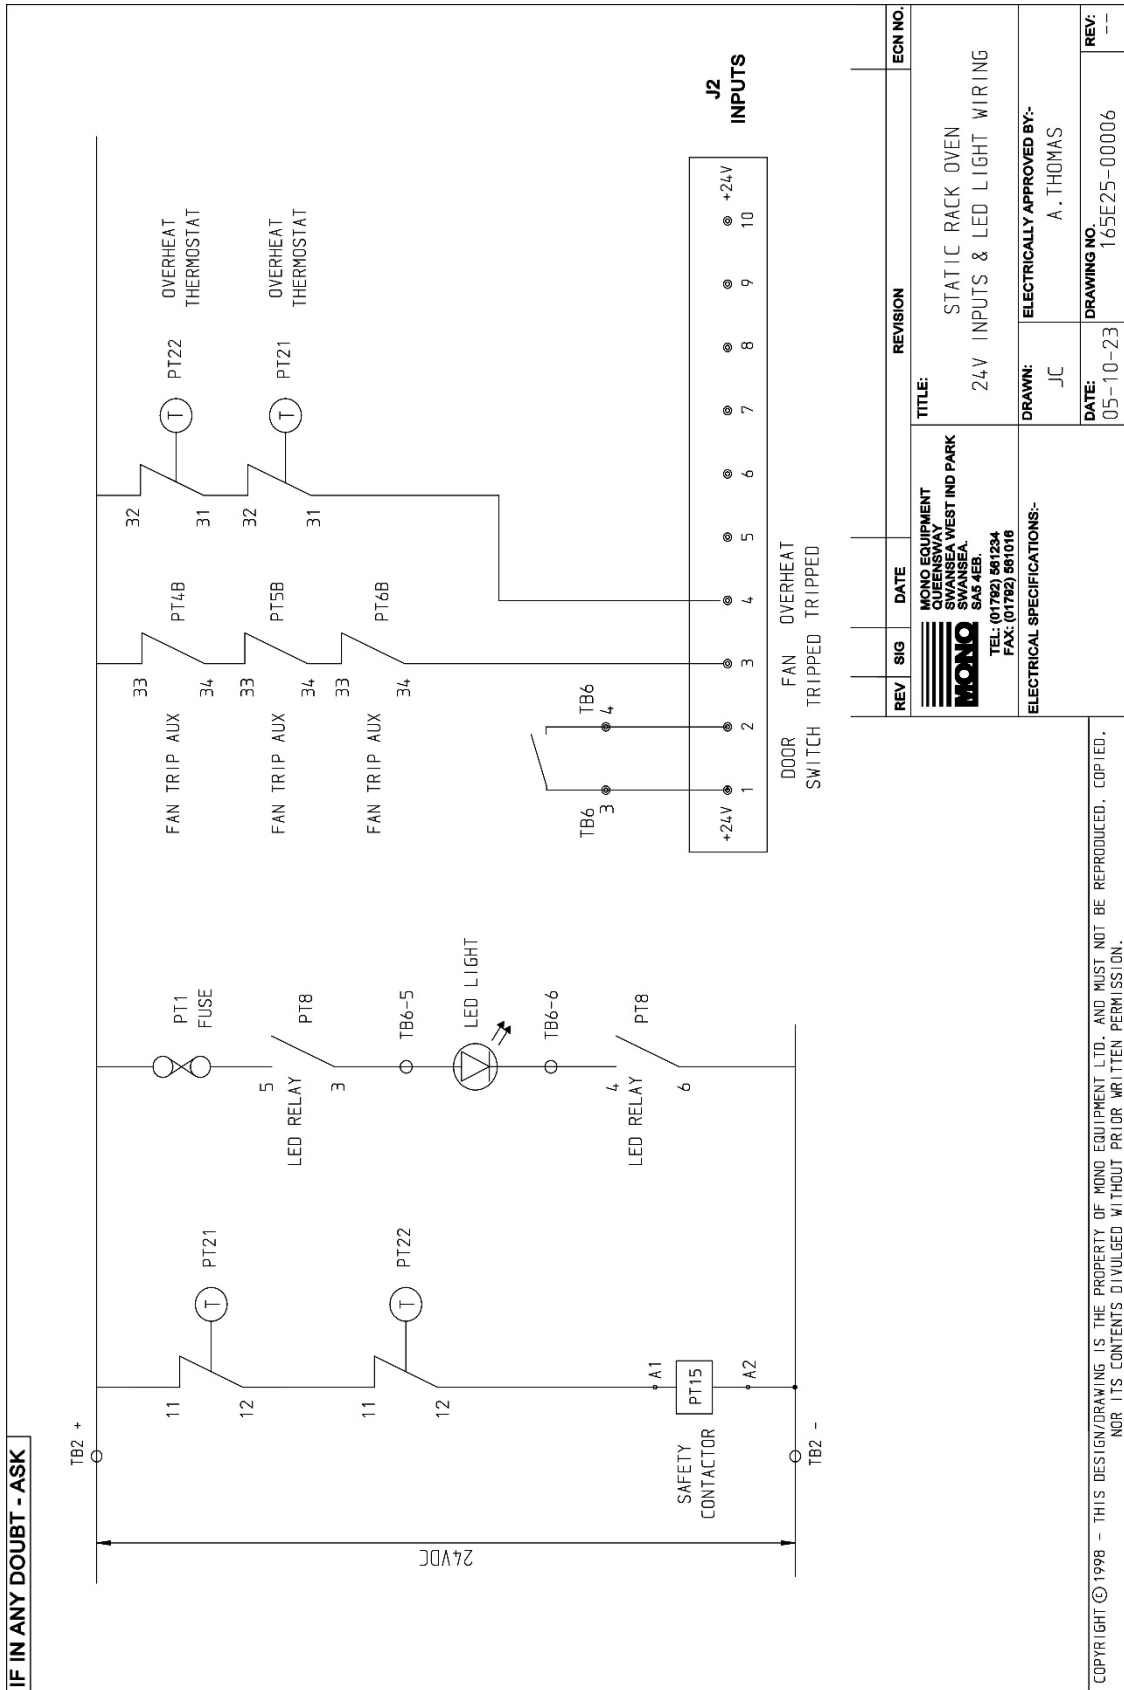 IF IN ANY DOUBT - ASK
24VDC
TB2 +
TB2 -
11
12
PT21
11
12
PT22
SAFETY
CONTACTOR
A1
PT15
A2
PT1
FUSE
5
3
PT8
LED RELAY
TB6-5
LED LIGHT
TB6-6
4
6
PT8
LED RELAY
33
34
PT4B
FAN TRIP AUX
33
34
PT5B
FAN TRIP AUX
33
34
PT6B
FAN TRIP AUX
32
31
T
PT22
OVERHEAT
THERMOSTAT
32
31
T
PT21
OVERHEAT
THERMOSTAT
TB6
3
TB6
4
J2
INPUTS
+24V 1 2 3 4 5 6 7 8 9 10 +24V
DOOR
SWITCH
FAN
TRIPPED
OVERHEAT
TRIPPED
REV SIG DATE REVISION ECN NO.
MONO
MONO EQUIPMENT
QUEENSWAY
SWANSEA WEST IND PARK
SWANSEA.
SA5 4EB.
TEL: (01792) 561234
FAX: (01792) 561016
TITLE:
STATIC RACK OVEN
24V INPUTS & LED LIGHT WIRING
ELECTRICAL SPECIFICATIONS:-
DRAWN:
JC
ELECTRICALLY APPROVED BY:-
A.THOMAS
DATE:
05-10-23
DRAWING NO.
165E25-00006
REV:
--
COPYRIGHT © 1998 - THIS DESIGN/DRAWING IS THE PROPERTY OF MONO EQUIPMENT LTD. AND MUST NOT BE REPRODUCED, COPIED,
NOR ITS CONTENTS DIVULGED WITHOUT PRIOR WRITTEN PERMISSION.